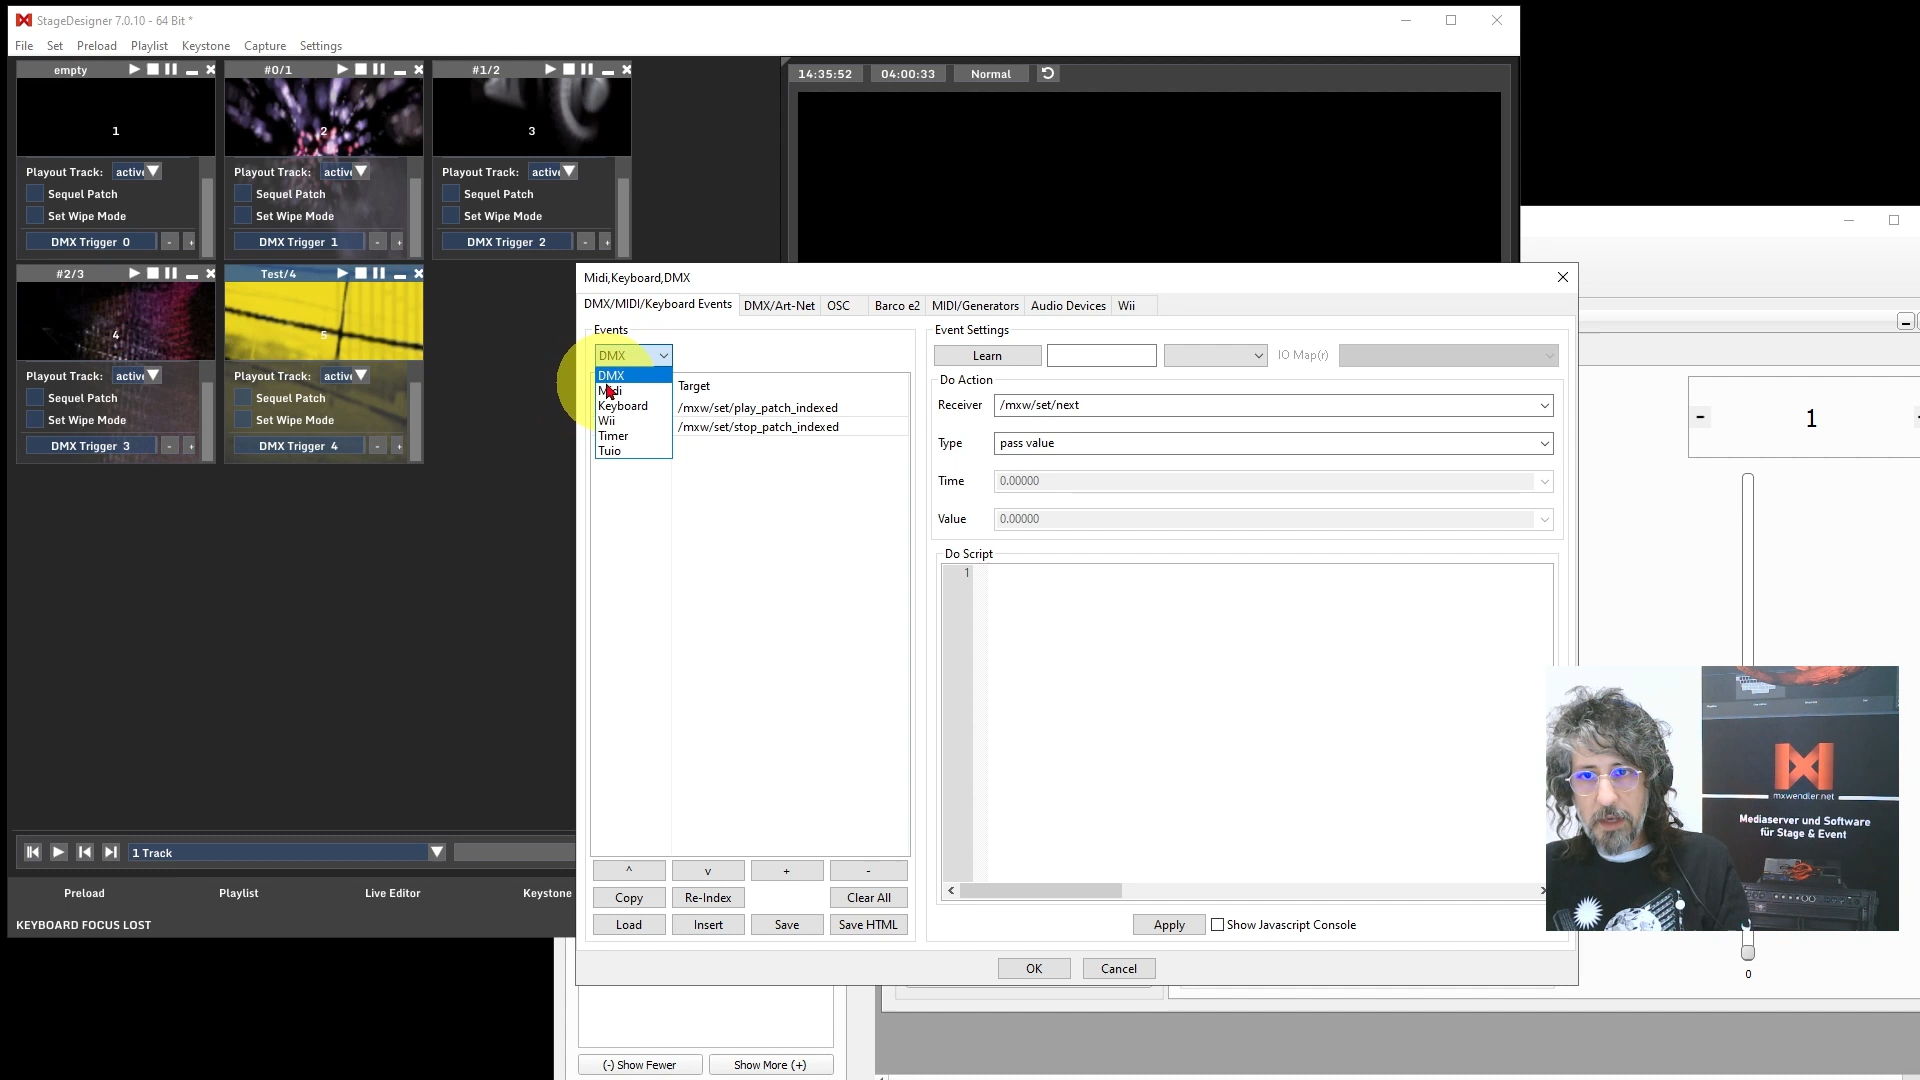 StageDesigner 7.0.10 - 64 Bit *
File Set Preload Playlist Keystone Capture Settings
empty
#0/1
#1/2
14:35:52 04:00:33 Normal
1
2
3
Playout Track: activ
Playout Track: activ
Playout Track: activ
Sequel Patch
Sequel Patch
Sequel Patch
Set Wipe Mode
Set Wipe Mode
Set Wipe Mode
DMX Trigger 0 - +
DMX Trigger 1 - +
DMX Trigger 2 - +
#2/3
Test/4
4
5
Playout Track: activ
Playout Track: activ
Sequel Patch
Sequel Patch
Set Wipe Mode
Set Wipe Mode
DMX Trigger 3 - +
DMX Trigger 4 - +
1 Track
Preload Playlist Live Editor Keystone
KEYBOARD FOCUS LOST
Midi,Keyboard,DMX
DMX/MIDI/Keyboard Events DMX/Art-Net OSC Barco e2 MIDI/Generators Audio Devices Wii
Events
DMX
DMX
Midi
Keyboard
Wii
Timer
Tuio
Target
/mxw/set/play_patch_indexed
/mxw/set/stop_patch_indexed
^ v + -
Copy Re-Index Clear All
Load Insert Save Save HTML
Event Settings
Learn IO Map(r)
Do Action
Receiver /mxw/set/next
Type pass value
Time 0.00000
Value 0.00000
Do Script
1
Apply Show Javascript Console
OK Cancel
(-) Show Fewer Show More (+)
- 1 -
0
mxwendler.net
Mediaserver und Software
für Stage & Event